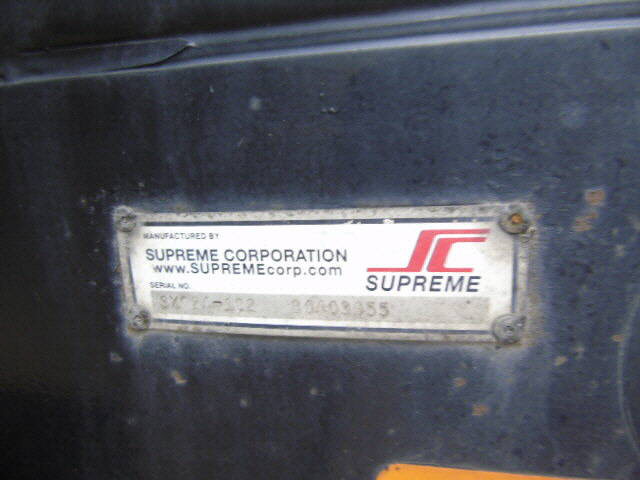 MANUFACTURED BY
SUPREME CORPORATION
www.SUPREMEcorp.com
SERIAL NO.
SC
SUPREME